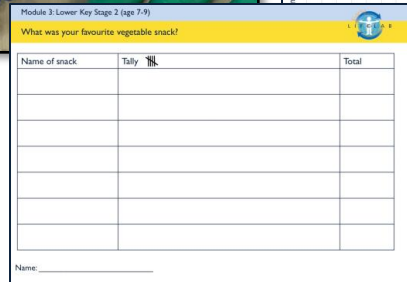 Module 3: Lower Key Stage 2 (age 7-9)
What was your favourite vegetable snack?
LIFELAB
Name of snack Tally Total
Name: